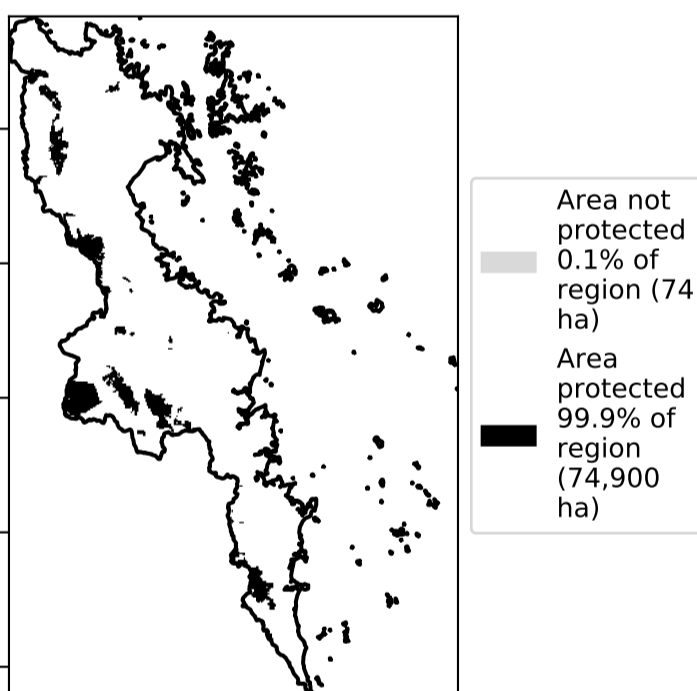 Area not
protected
0.1% of
region (74
ha)
Area
protected
99.9% of
region
(74,900
ha)